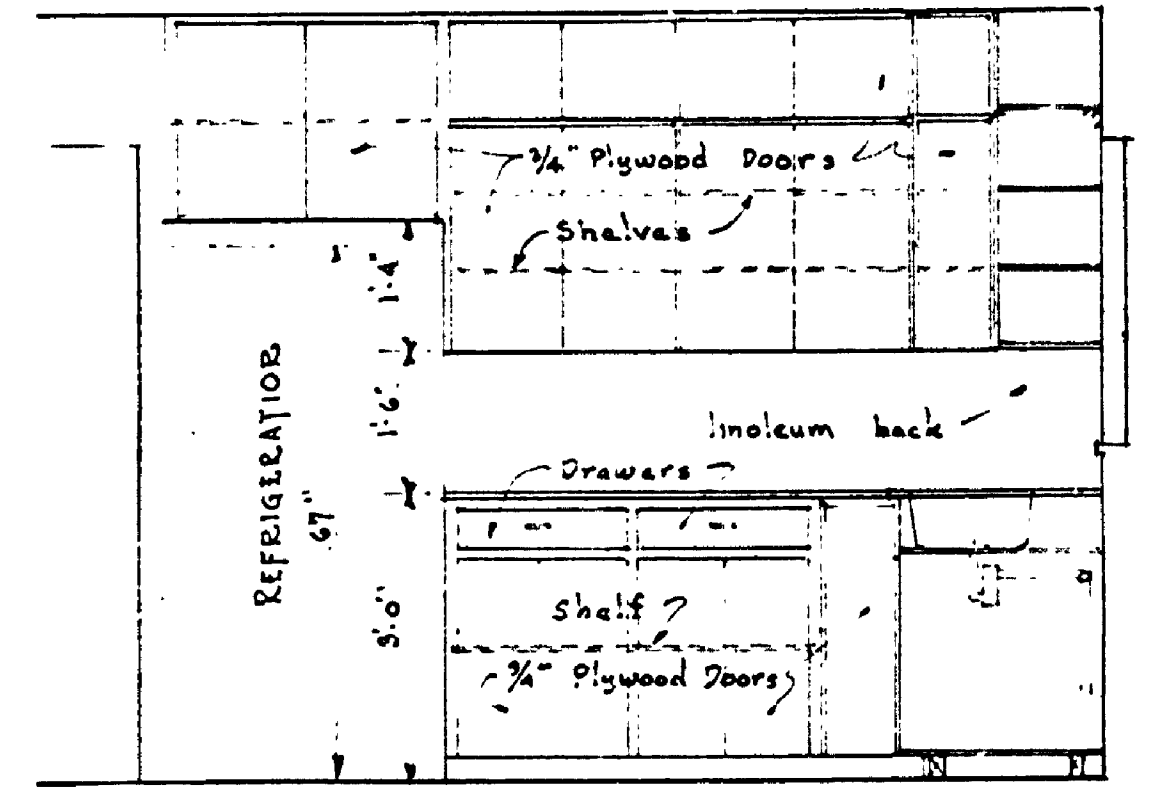 3/4" Plywood Doors
Shelves
1'-4"
1'-6"
REFRIGERATIOR
67"
linoleum back
Drawers
3'-0"
Shelf
3/4" Plywood Doors